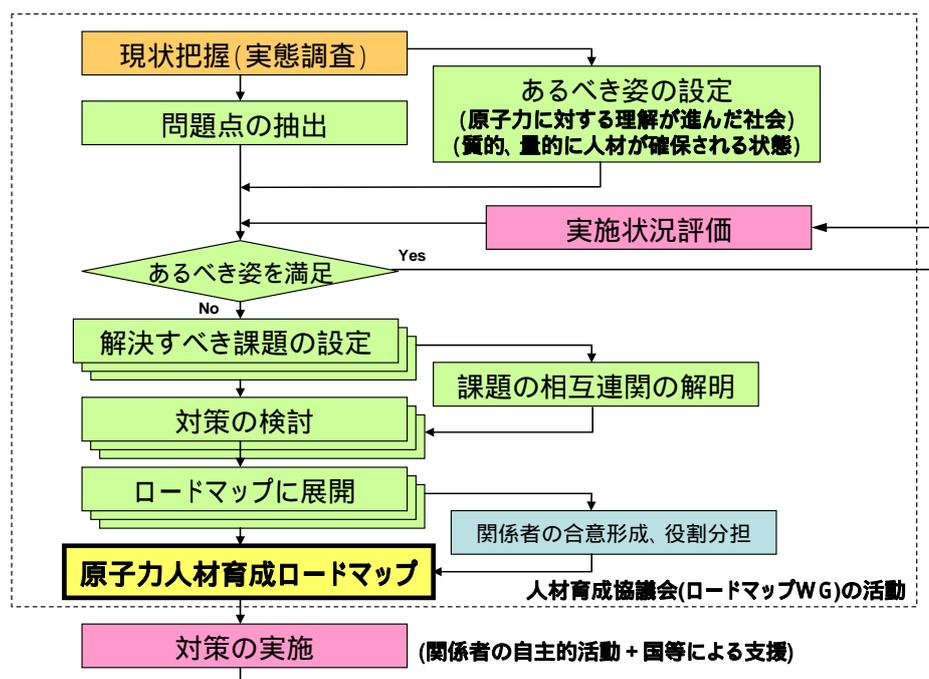 現状把握(実態調査)
あるべき姿の設定
(原子力に対する理解が進んだ社会)
(質的、量的に人材が確保される状態)
問題点の抽出
実施状況評価
あるべき姿を満足
Yes
No
解決すべき課題の設定
課題の相互連関の解明
対策の検討
ロードマップに展開
関係者の合意形成、役割分担
原子力人材育成ロードマップ
人材育成協議会(ロードマップWG)の活動
対策の実施
(関係者の自主的活動+国等による支援)